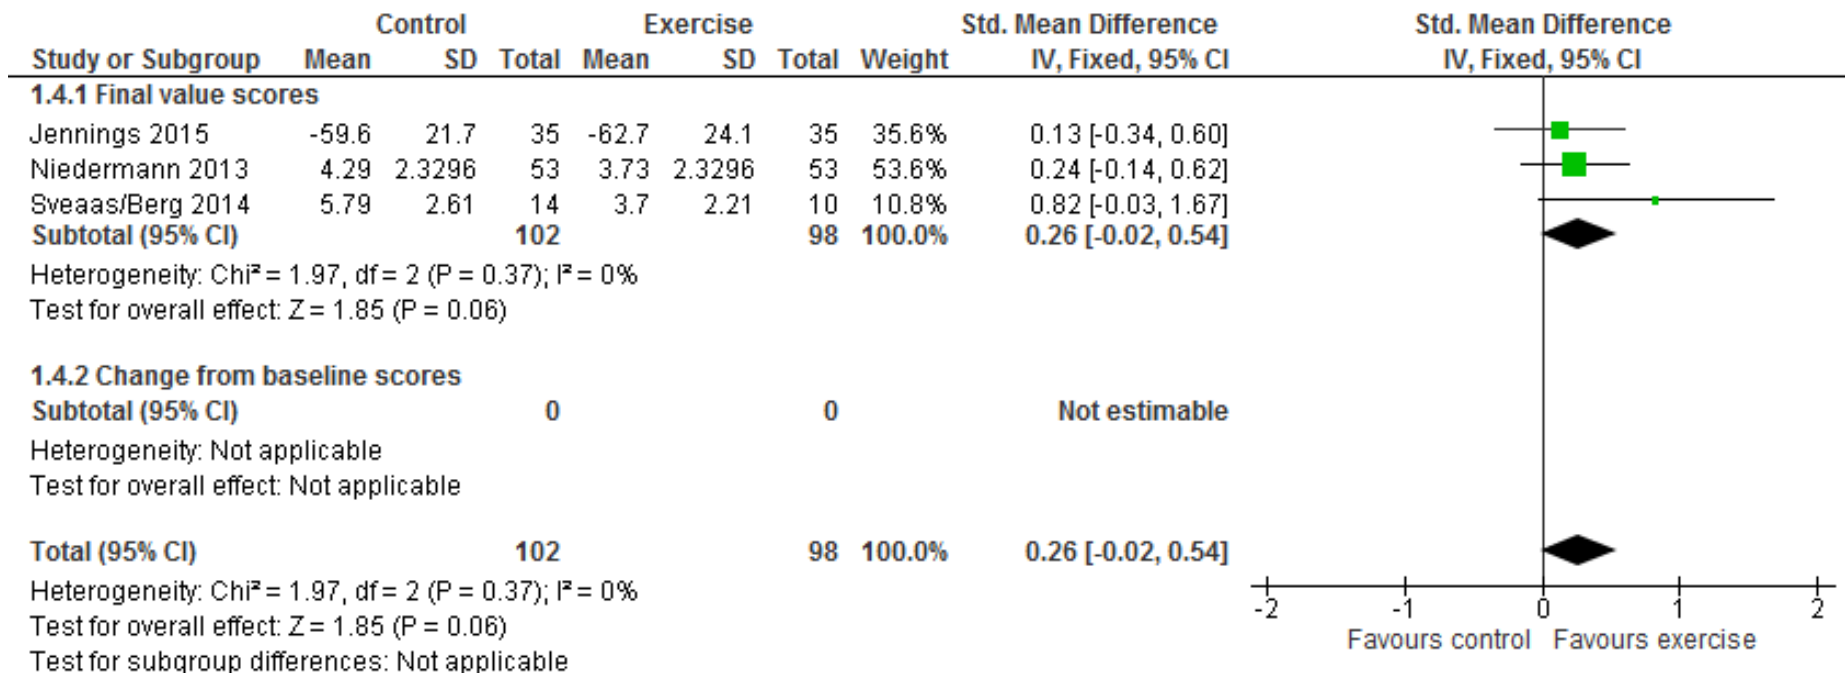 Control Exercise Std. Mean Difference Std. Mean Difference
Study or Subgroup Mean SD Total Mean SD Total Weight IV, Fixed, 95% CI IV, Fixed, 95% CI
1.4.1 Final value scores
Jennings 2015 -59.6 21.7 35 -62.7 24.1 35 35.6% 0.13 [-0.34, 0.60]
Niedermann 2013 4.29 2.3296 53 3.73 2.3296 53 53.6% 0.24 [-0.14, 0.62]
Sveaas/Berg 2014 5.79 2.61 14 3.7 2.21 10 10.8% 0.82 [-0.03, 1.67]
Subtotal (95% CI) 102 98 100.0% 0.26 [-0.02, 0.54]
Heterogeneity: Chi² = 1.97, df = 2 (P = 0.37); I² = 0%
Test for overall effect: Z = 1.85 (P = 0.06)
1.4.2 Change from baseline scores
Subtotal (95% CI) 0 0 Not estimable
Heterogeneity: Not applicable
Test for overall effect: Not applicable
Total (95% CI) 102 98 100.0% 0.26 [-0.02, 0.54]
Heterogeneity: Chi² = 1.97, df = 2 (P = 0.37); I² = 0%
Test for overall effect: Z = 1.85 (P = 0.06)
Test for subgroup differences: Not applicable
-2 -1 0 1 2
Favours control Favours exercise